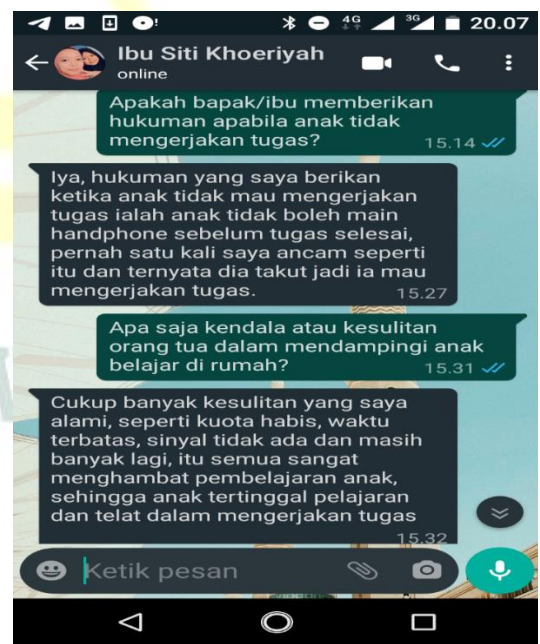 4G 3G 20.07
Ibu Siti Khoeriyah
online
Apakah bapak/ibu memberikan
hukuman apabila anak tidak
mengerjakan tugas?
15.14
Iya, hukuman yang saya berikan
ketika anak tidak mau mengerjakan
tugas ialah anak tidak boleh main
handphone sebelum tugas selesai,
pernah satu kali saya ancam seperti
itu dan ternyata dia takut jadi ia mau
mengerjakan tugas.
15.27
Apa saja kendala atau kesulitan
orang tua dalam mendampingi anak
belajar di rumah?
15.31
Cukup banyak kesulitan yang saya
alami, seperti kuota habis, waktu
terbatas, sinyal tidak ada dan masih
banyak lagi, itu semua sangat
menghambat pembelajaran anak,
sehingga anak tertinggal pelajaran
dan telat dalam mengerjakan tugas
15.32
Ketik pesan